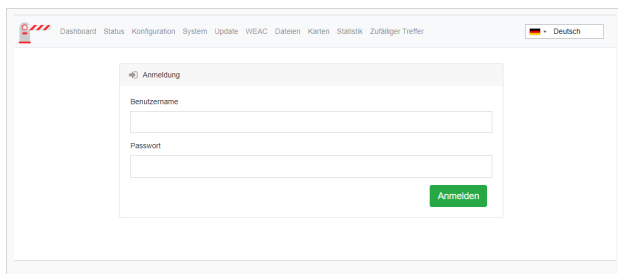 Dashboard Status Konfiguration System Update WEAC Dateien Karten Statistik Zufälliger Treffer Deutsch
Anmeldung
Benutzername
Passwort
Anmelden